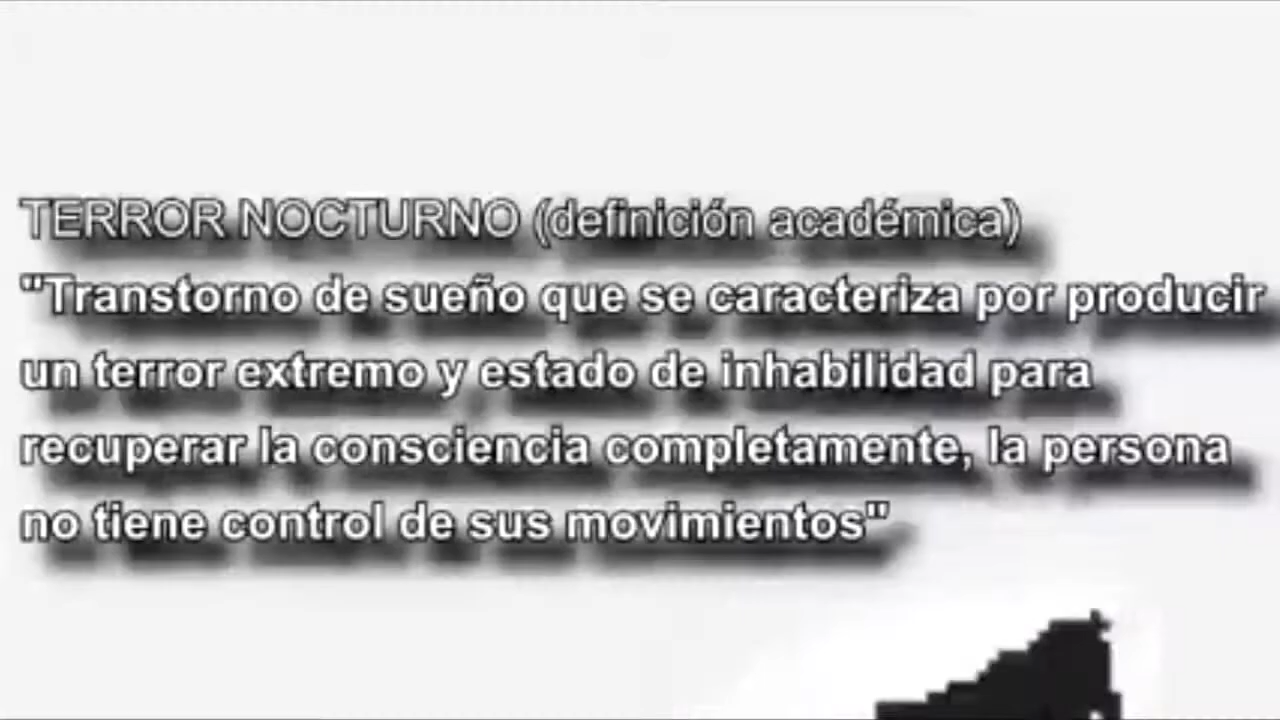 TERROR NOCTURNO (definición académica)
"Transtorno de sueño que se caracteriza por producir
un terror extremo y estado de inhabilidad para
recuperar la consciencia completamente, la persona
no tiene control de sus movimientos"